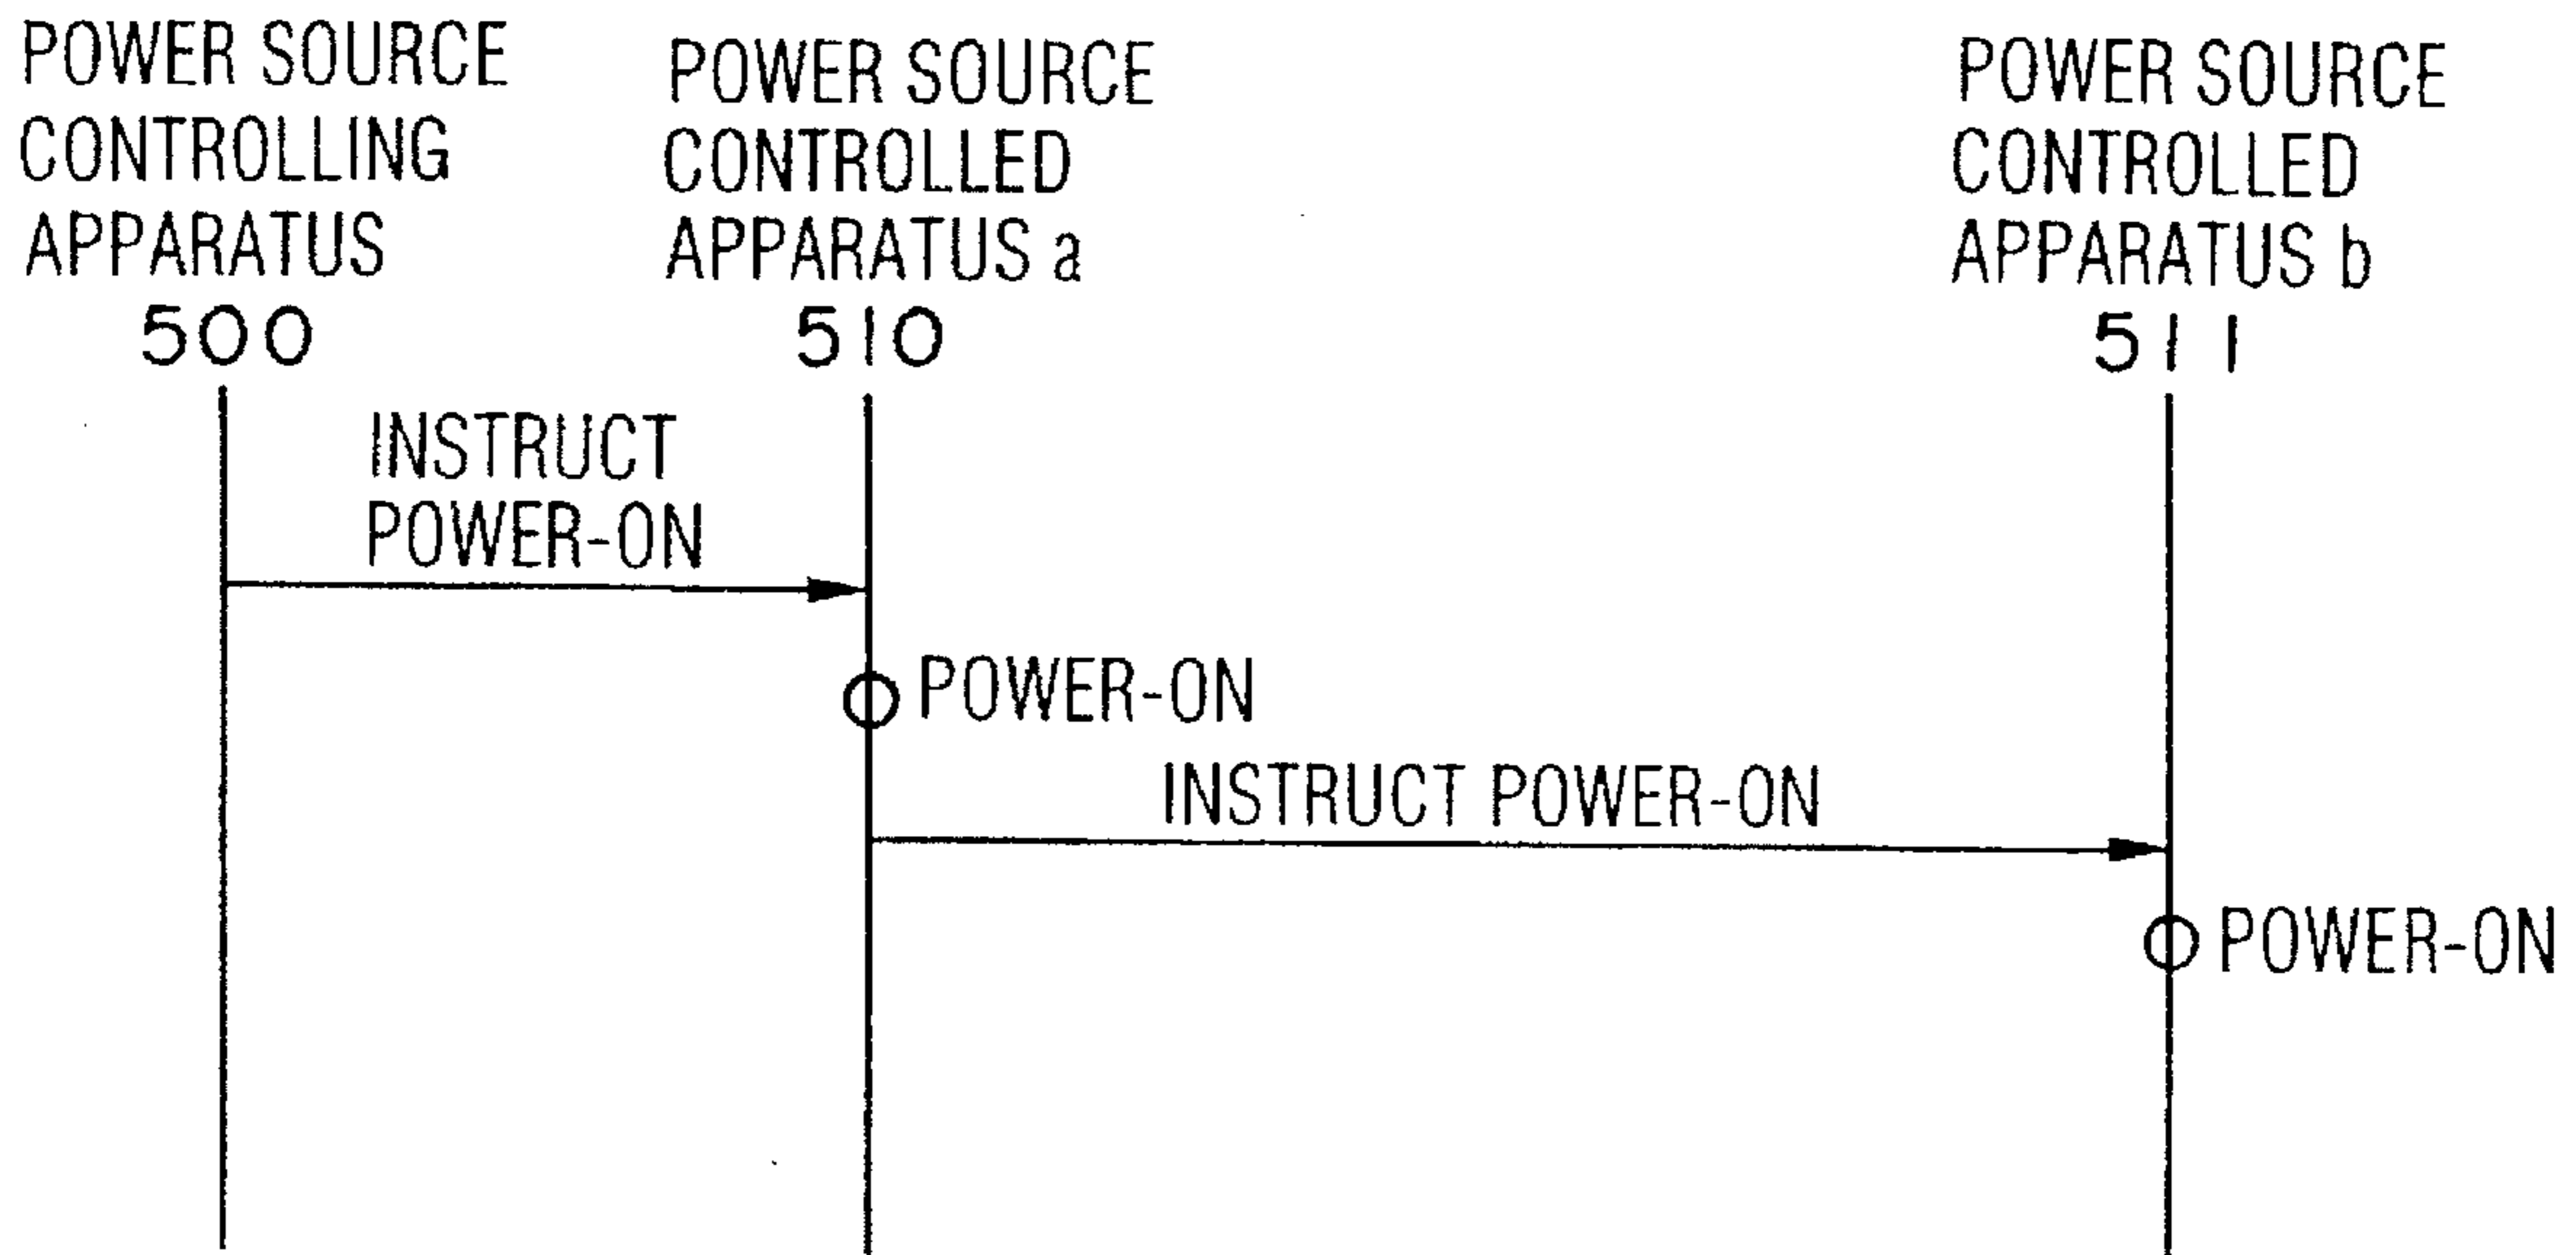 POWER SOURCE
CONTROLLING
APPARATUS
500
POWER SOURCE
CONTROLLED
APPARATUS a
510
POWER SOURCE
CONTROLLED
APPARATUS b
511
INSTRUCT
POWER-ON
POWER-ON
INSTRUCT POWER-ON
POWER-ON